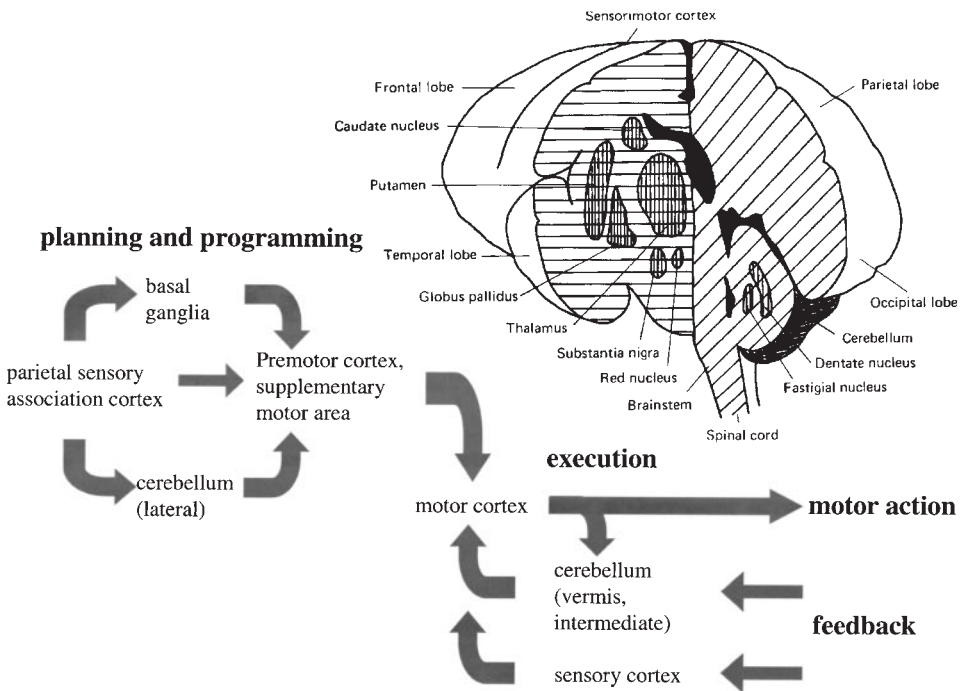 Sensorimotor cortex
Frontal lobe
Parietal lobe
Caudate nucleus
Putamen
planning and programming
Temporal lobe
basal
ganglia
Globus pallidus
Occipital lobe
Thalamus
Cerebellum
Substantia nigra
Dentate nucleus
Red nucleus
Fastigial nucleus
Brainstem
Spinal cord
parietal sensory
association cortex
Premotor cortex,
supplementary
motor area
cerebellum
(lateral)
execution
motor cortex
motor action
cerebellum
(vermis,
intermediate)
feedback
sensory cortex